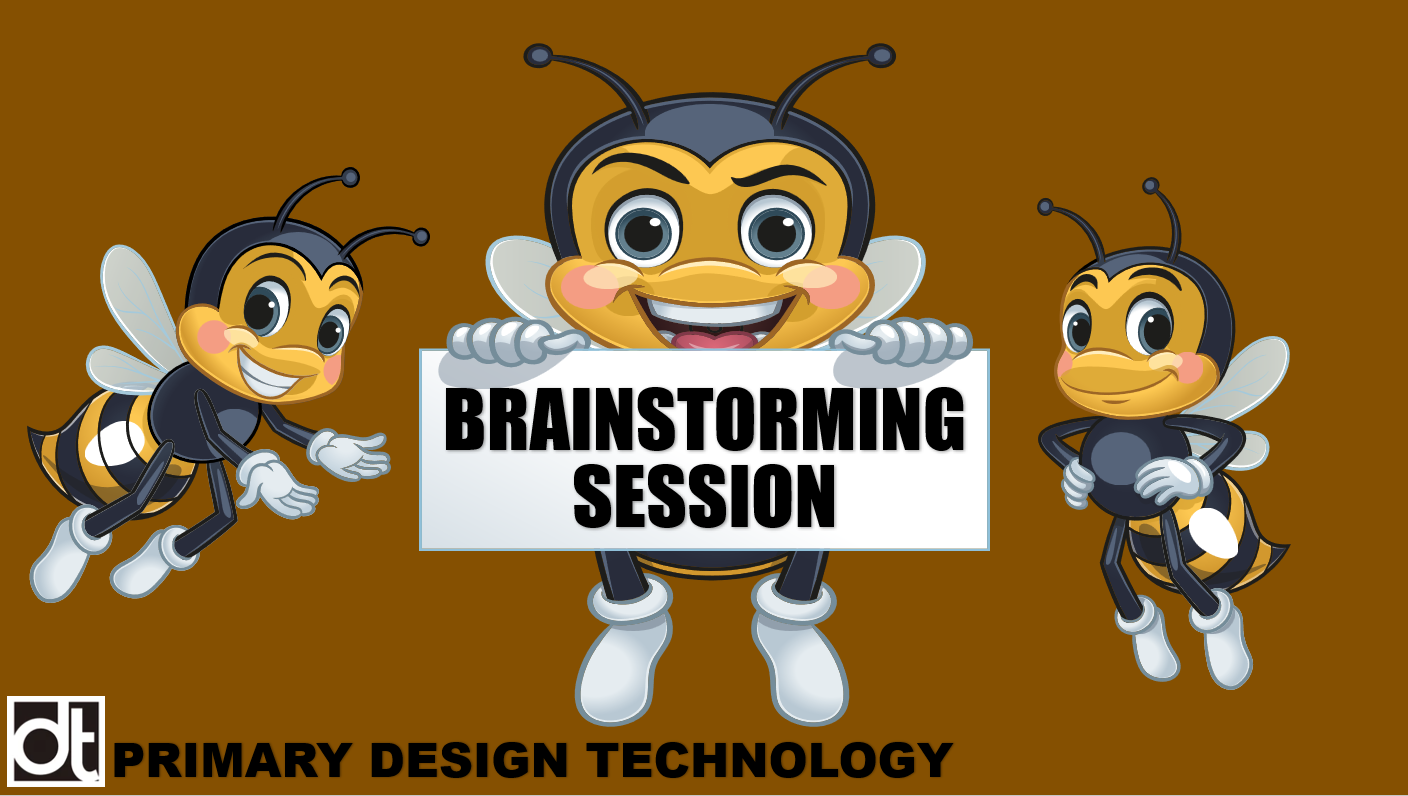 BRAINSTORMING
SESSION
dt PRIMARY DESIGN TECHNOLOGY